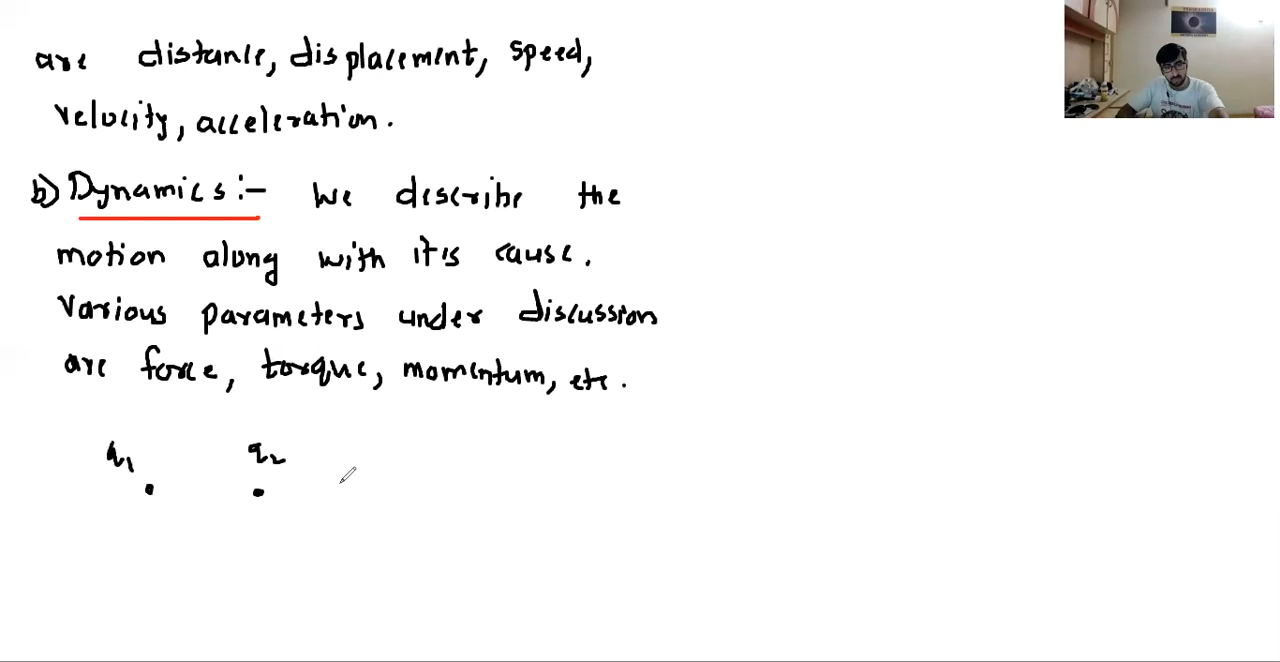 are distance, displacement, speed,
velocity, acceleration.
b) Dynamics :- We describe the
motion along with it's cause.
Various parameters under discussion
are force, torque, momentum, etc.
q1 q2